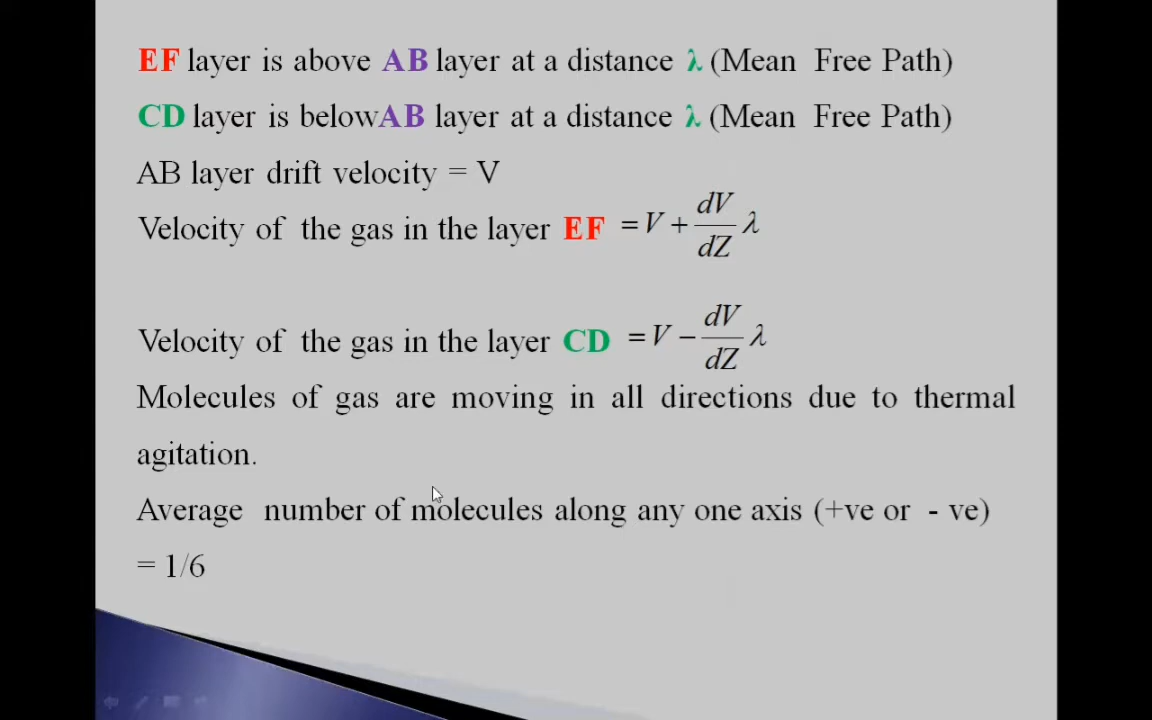 EF layer is above AB layer at a distance λ (Mean Free Path)
CD layer is belowAB layer at a distance λ (Mean Free Path)
AB layer drift velocity = V
Velocity of the gas in the layer EF = V + dV/dZ λ
Velocity of the gas in the layer CD = V − dV/dZ λ
Molecules of gas are moving in all directions due to thermal
agitation.
Average number of molecules along any one axis (+ve or - ve)
= 1/6